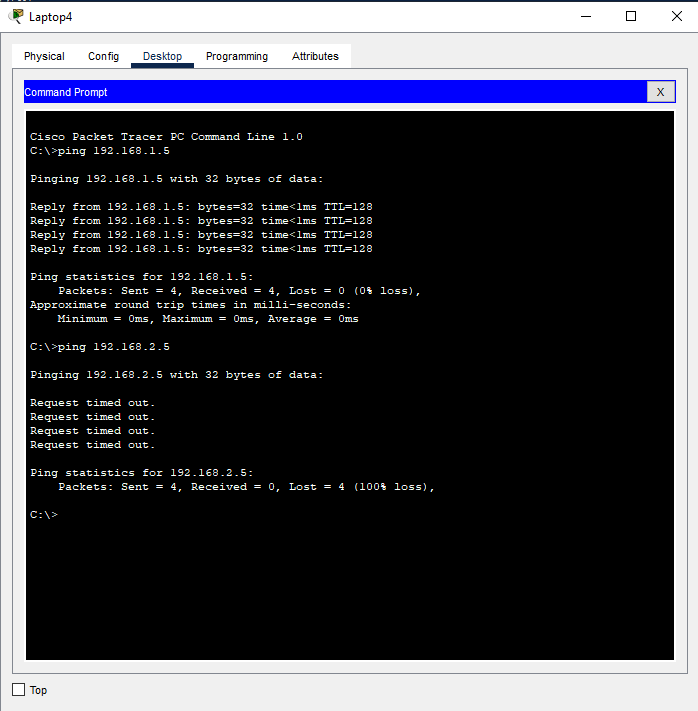 Laptop4
Physical Config Desktop Programming Attributes
Command Prompt X
Cisco Packet Tracer PC Command Line 1.0
C:\>ping 192.168.1.5
Pinging 192.168.1.5 with 32 bytes of data:
Reply from 192.168.1.5: bytes=32 time<1ms TTL=128
Reply from 192.168.1.5: bytes=32 time<1ms TTL=128
Reply from 192.168.1.5: bytes=32 time<1ms TTL=128
Reply from 192.168.1.5: bytes=32 time<1ms TTL=128
Ping statistics for 192.168.1.5:
Packets: Sent = 4, Received = 4, Lost = 0 (0% loss),
Approximate round trip times in milli-seconds:
Minimum = 0ms, Maximum = 0ms, Average = 0ms
C:\>ping 192.168.2.5
Pinging 192.168.2.5 with 32 bytes of data:
Request timed out.
Request timed out.
Request timed out.
Request timed out.
Ping statistics for 192.168.2.5:
Packets: Sent = 4, Received = 0, Lost = 4 (100% loss),
C:\>
Top